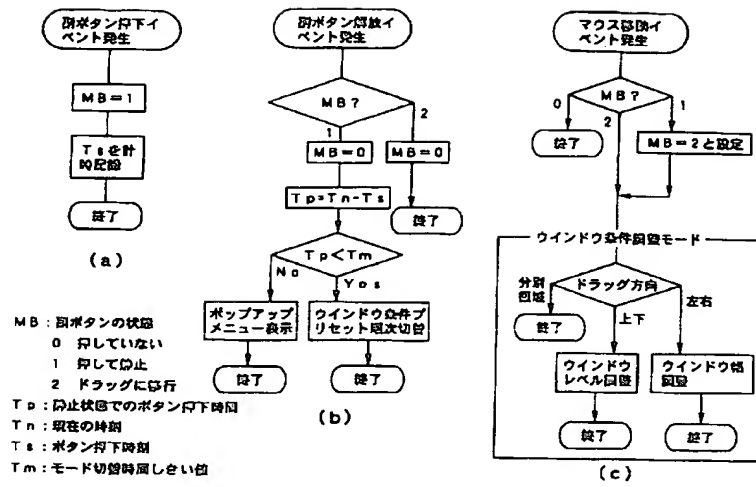 副ボタン押下イ
ベント発生
MB=1
Tsを計
時記録
終了
(a)
副ボタン解放イ
ベント発生
MB?
1
2
MB=0
MB=0
Tp=Tn-Ts
終了
Tp<Tm
No
Yes
ポップアップ
メニュー表示
ウインドウ条件プ
リセット順次切替
終了
終了
(b)
マウス移動イ
ベント発生
MB?
0
2
1
終了
MB=2と設定
ウインドウ条件調整モード
ドラッグ方向
分別
領域
上下
左右
終了
ウインドウ
レベル調整
ウインドウ幅
調整
終了
終了
(c)
MB:副ボタンの状態
0 押していない
1 押して静止
2 ドラッグに移行
Tp:静止状態でのボタン押下時間
Tn:現在の時刻
Ts:ボタン押下時刻
Tm:モード切替時間しきい値